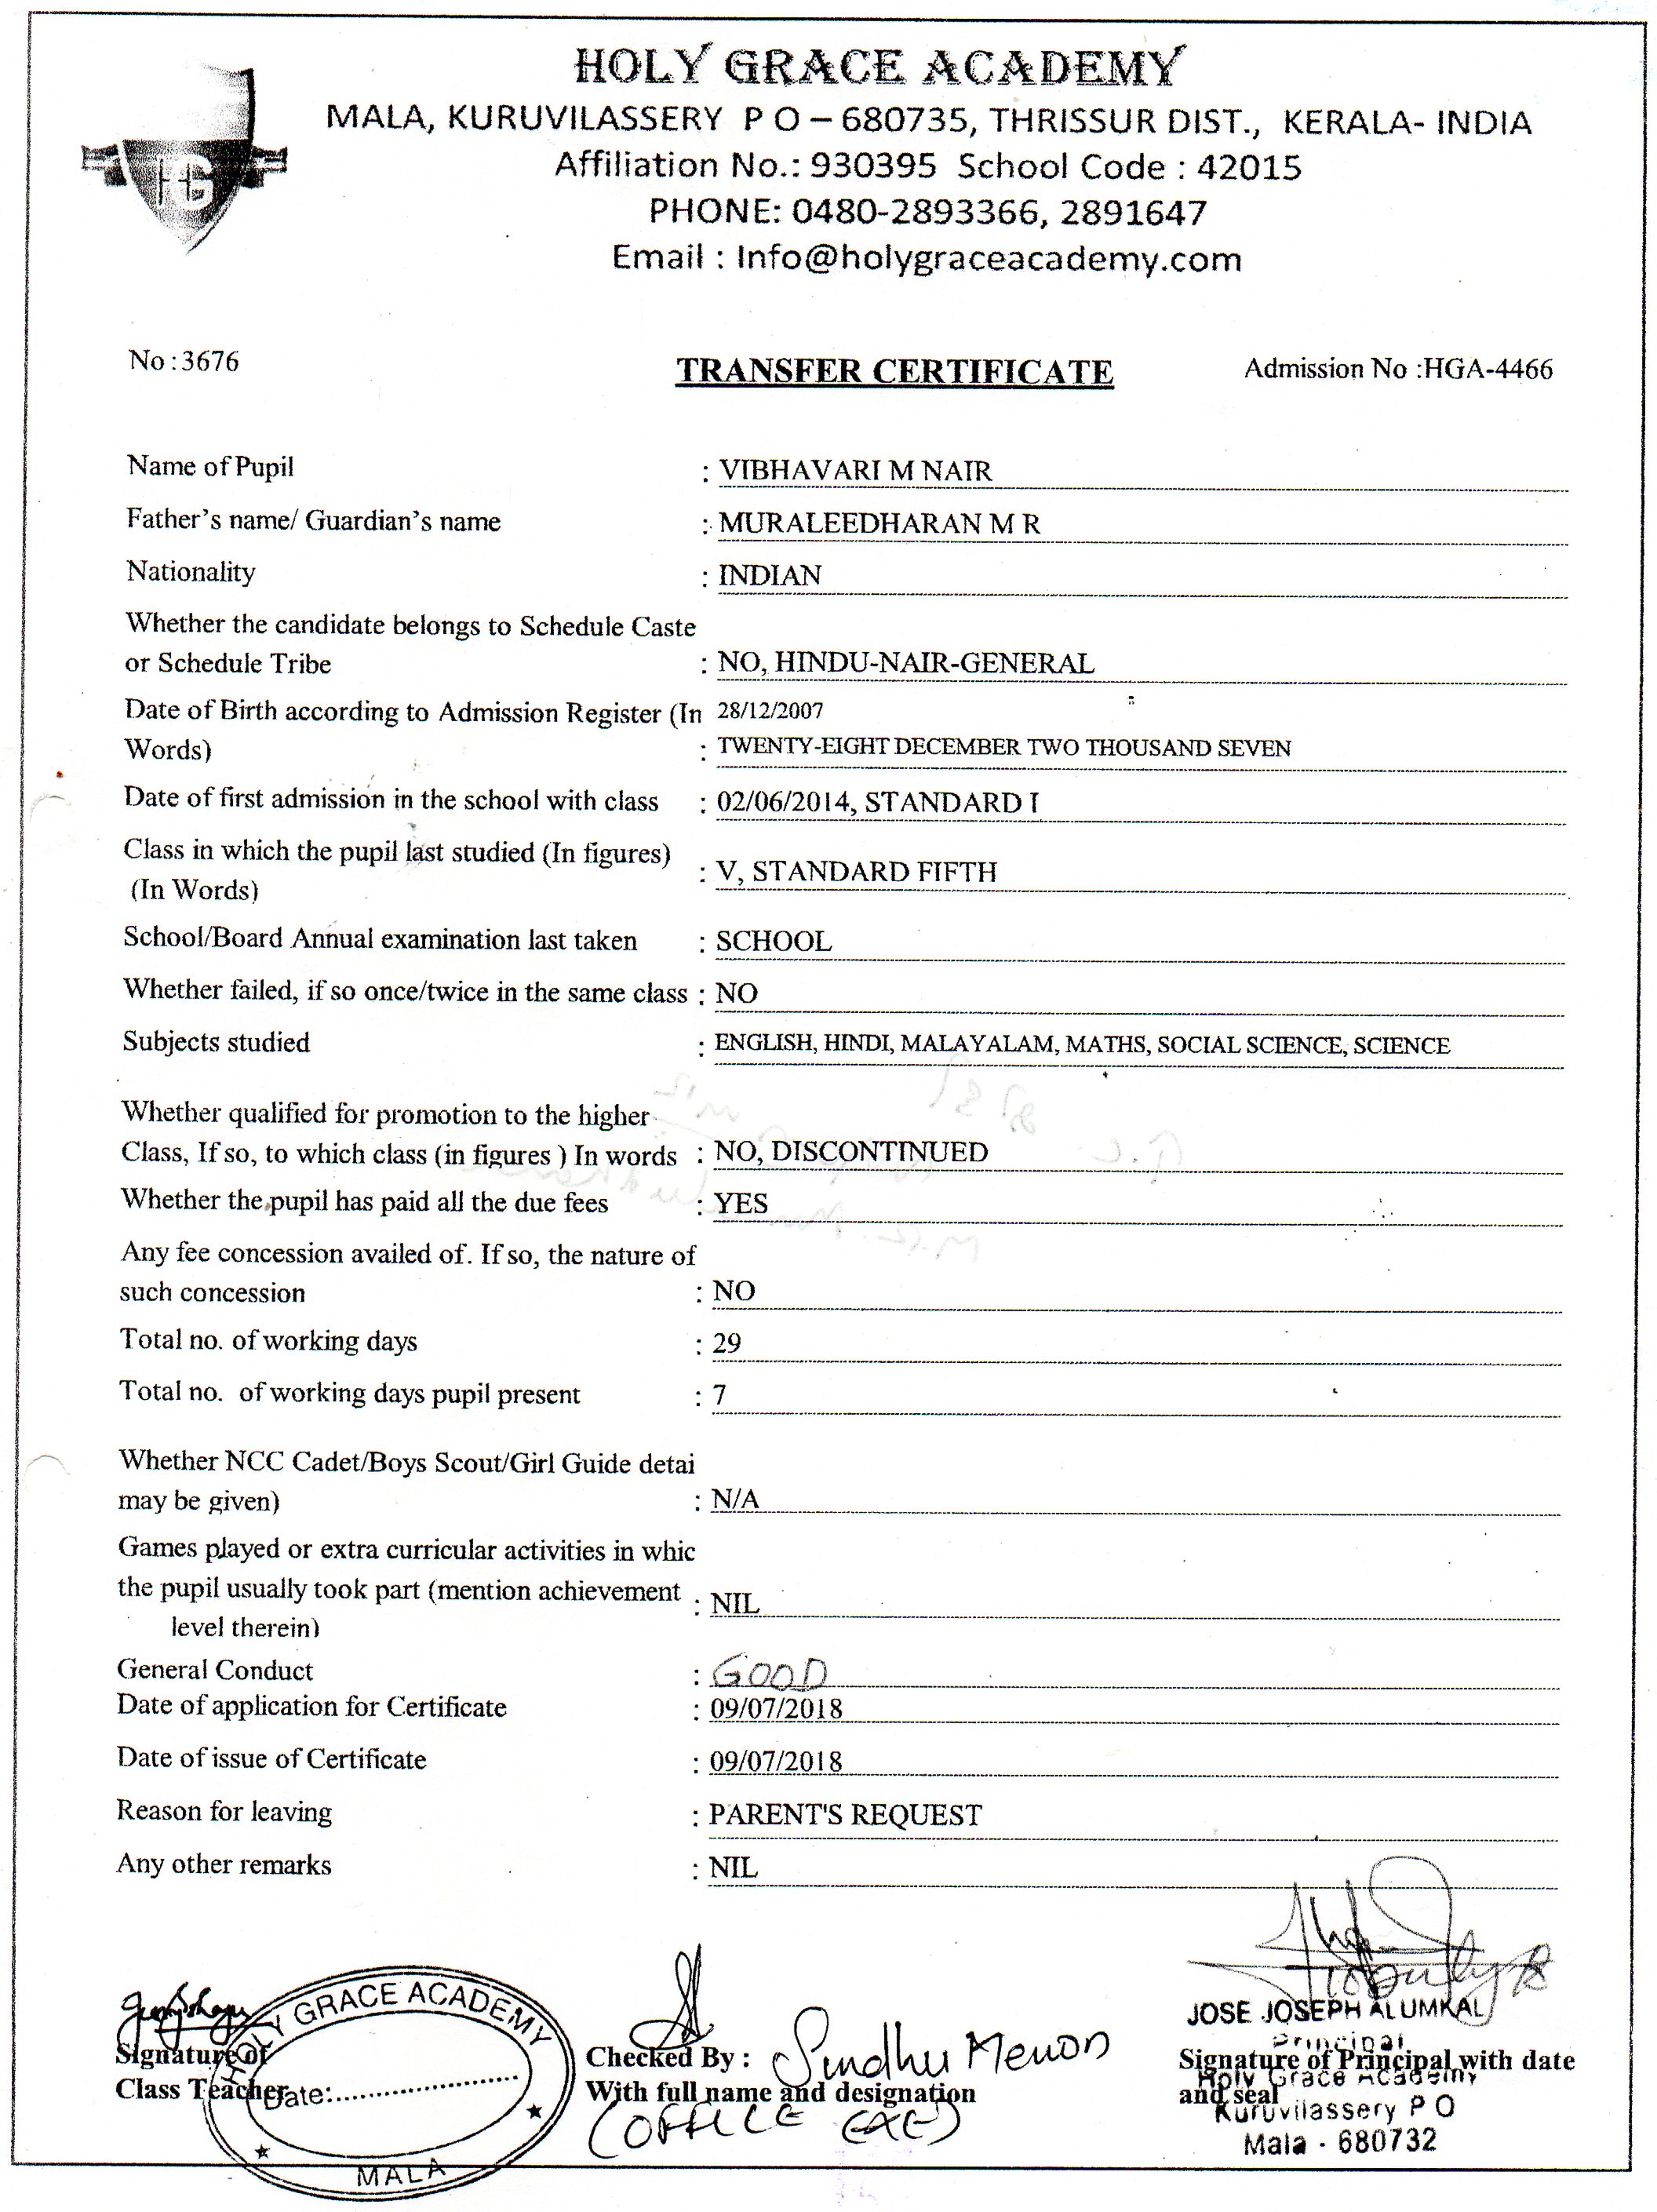 HOLY GRACE ACADEMY
MALA, KURUVILASSERY P O – 680735, THRISSUR DIST., KERALA- INDIA
Affiliation No.: 930395 School Code : 42015
PHONE: 0480-2893366, 2891647
Email : Info@holygraceacademy.com
HG
No :3676 TRANSFER CERTIFICATE Admission No :HGA-4466
Name of Pupil : VIBHAVARI M NAIR
Father's name/ Guardian's name : MURALEEDHARAN M R
Nationality : INDIAN
Whether the candidate belongs to Schedule Caste
or Schedule Tribe : NO, HINDU-NAIR-GENERAL
Date of Birth according to Admission Register (In 28/12/2007
Words) : TWENTY-EIGHT DECEMBER TWO THOUSAND SEVEN
Date of first admission in the school with class : 02/06/2014, STANDARD I
Class in which the pupil last studied (In figures)
(In Words) : V, STANDARD FIFTH
School/Board Annual examination last taken : SCHOOL
Whether failed, if so once/twice in the same class : NO
Subjects studied : ENGLISH, HINDI, MALAYALAM, MATHS, SOCIAL SCIENCE, SCIENCE
Whether qualified for promotion to the higher
Class, If so, to which class (in figures ) In words : NO, DISCONTINUED
Whether the pupil has paid all the due fees : YES
Any fee concession availed of. If so, the nature of
such concession : NO
Total no. of working days : 29
Total no. of working days pupil present : 7
Whether NCC Cadet/Boys Scout/Girl Guide detai
may be given) : N/A
Games played or extra curricular activities in whic
the pupil usually took part (mention achievement : NIL
level therein)
General Conduct : GOOD
Date of application for Certificate : 09/07/2018
Date of issue of Certificate : 09/07/2018
Reason for leaving : PARENT'S REQUEST
Any other remarks : NIL
Signature of
Class Teacher
HOLY GRACE ACADEMY
Date:
MALA
Checked By : Sindhu Menon
With full name and designation
(OFFICE EXE)
JOSE JOSEPH ALUMKAL
Principal
Signature of Principal with date
and seal
Holy Grace Academy
Kuruvilassery P O
Mala - 680732